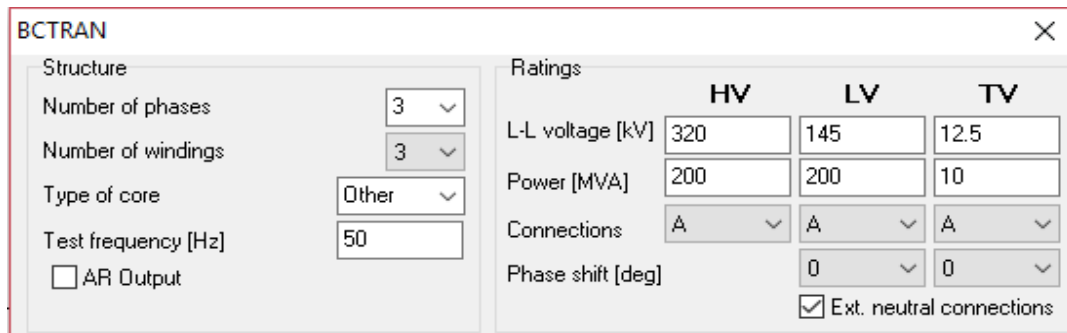 BCTRAN
Structure
Number of phases 3
Number of windings 3
Type of core Other
Test frequency [Hz] 50
AR Output
Ratings
HV LV TV
L-L voltage [kV] 320 145 12.5
Power [MVA] 200 200 10
Connections A A A
Phase shift [deg] 0 0
Ext. neutral connections